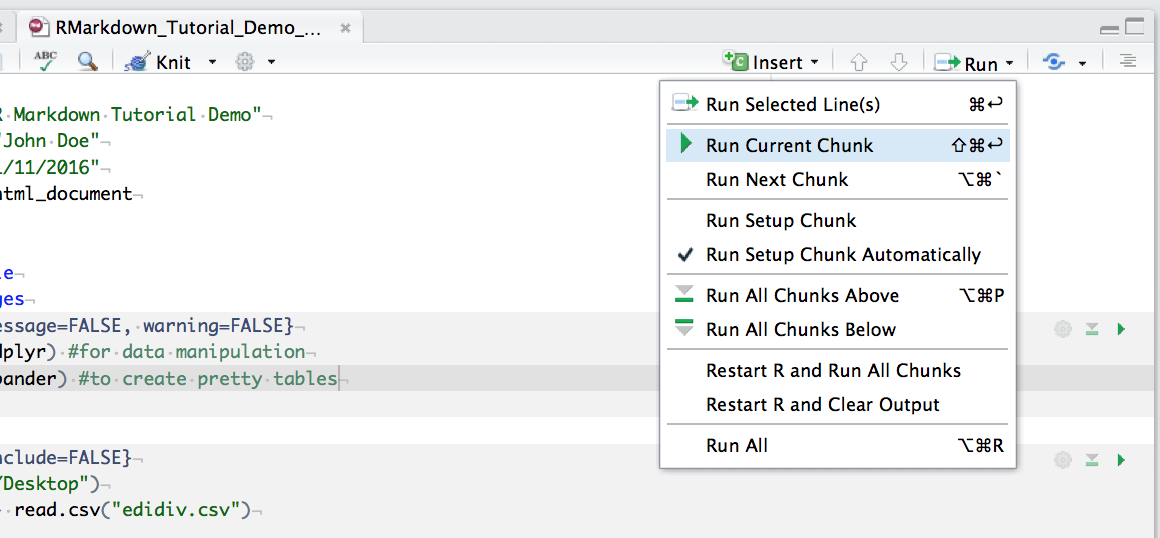 RMarkdown_Tutorial_Demo_...
ABC Knit Insert Run
R Markdown Tutorial Demo"
"John Doe"
/11/2016"
html_document
Run Selected Line(s) ⌘↩
Run Current Chunk ⇧⌘↩
Run Next Chunk ⌥⌘`
Run Setup Chunk
Run Setup Chunk Automatically
Run All Chunks Above ⌥⌘P
Run All Chunks Below
Restart R and Run All Chunks
Restart R and Clear Output
Run All ⌥⌘R
le
ges
essage=FALSE, warning=FALSE}
dplyr) #for data manipulation
pander) #to create pretty tables
nclude=FALSE}
/Desktop")
read.csv("edidiv.csv")